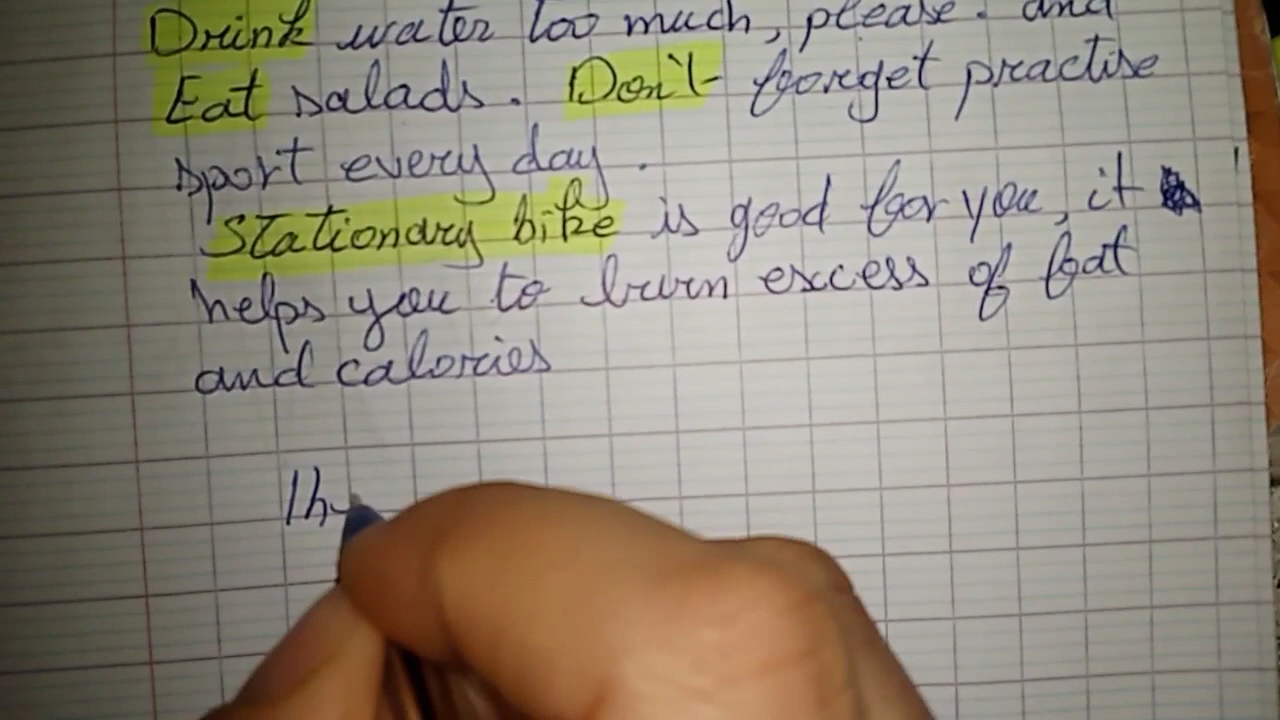 Drink water too much, please. and
Eat salads. Don't forget practise
sport every day.
Stationary bike is good for you, it
helps you to burn excess of fat
and calories